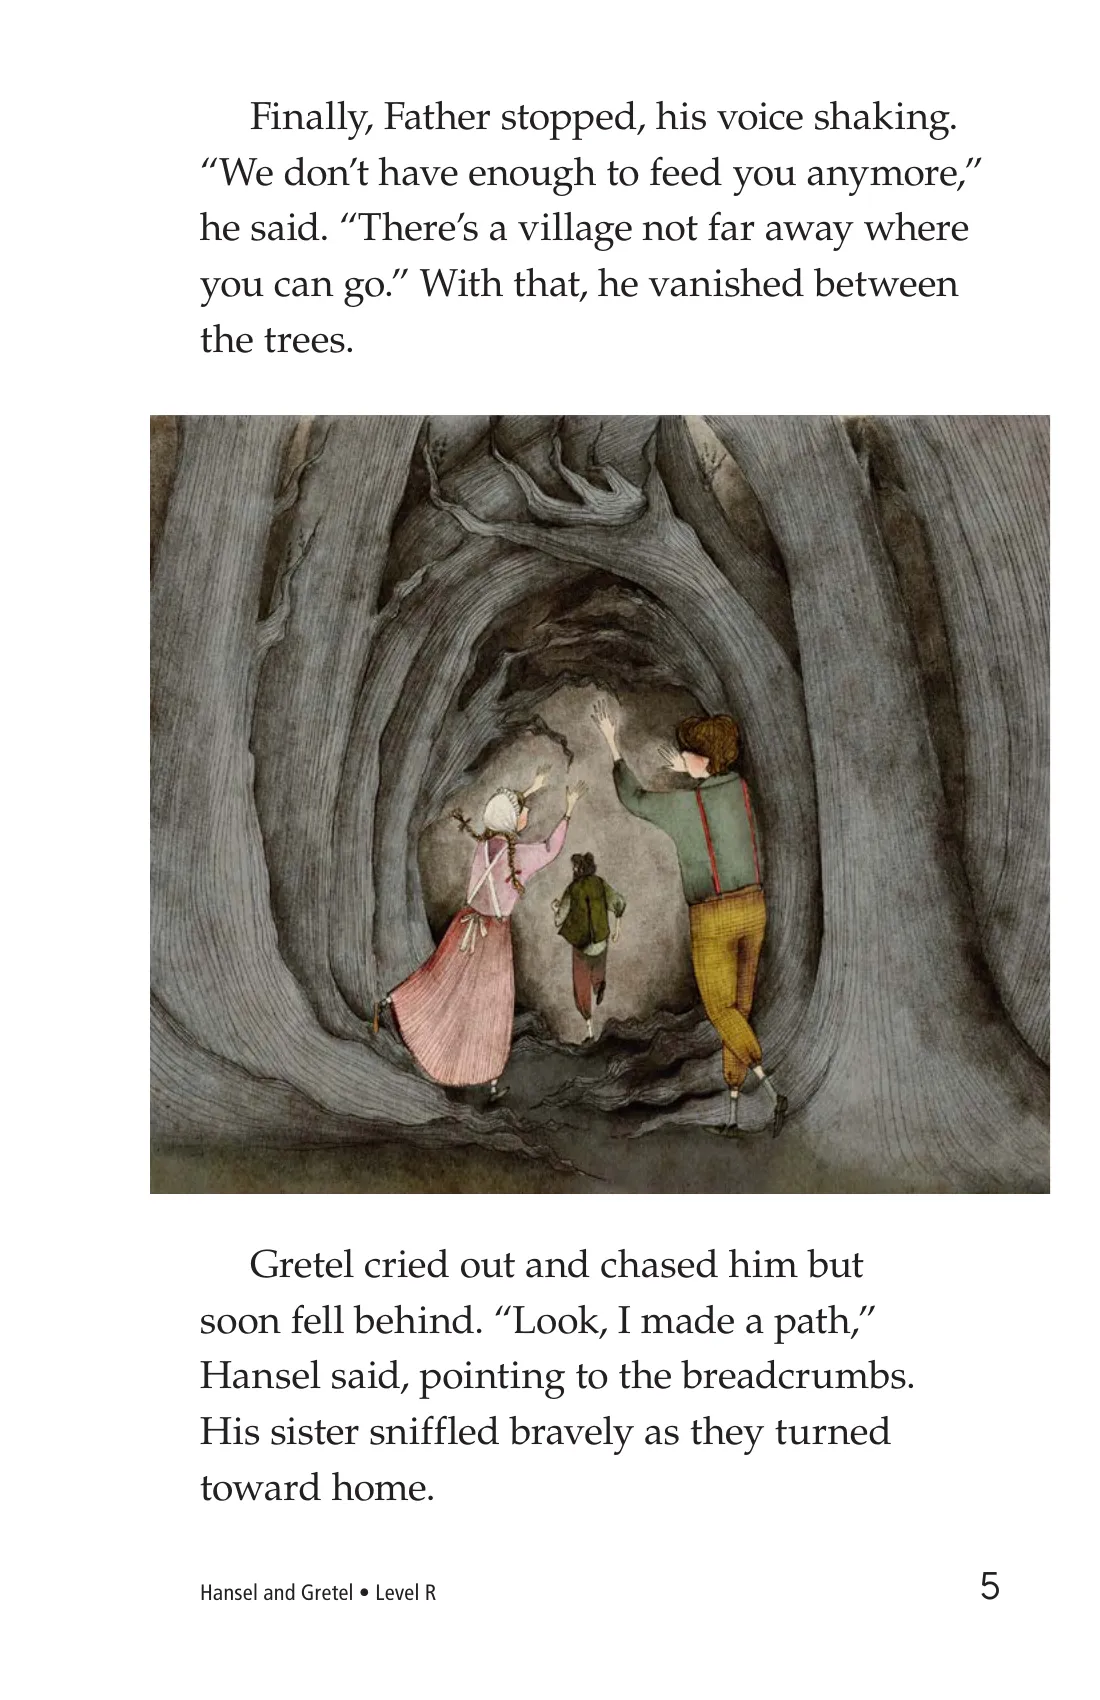 Finally, Father stopped, his voice shaking.
“We don’t have enough to feed you anymore,”
he said. “There’s a village not far away where
you can go.” With that, he vanished between
the trees.
Gretel cried out and chased him but
soon fell behind. “Look, I made a path,”
Hansel said, pointing to the breadcrumbs.
His sister sniffled bravely as they turned
toward home.
Hansel and Gretel • Level R
5